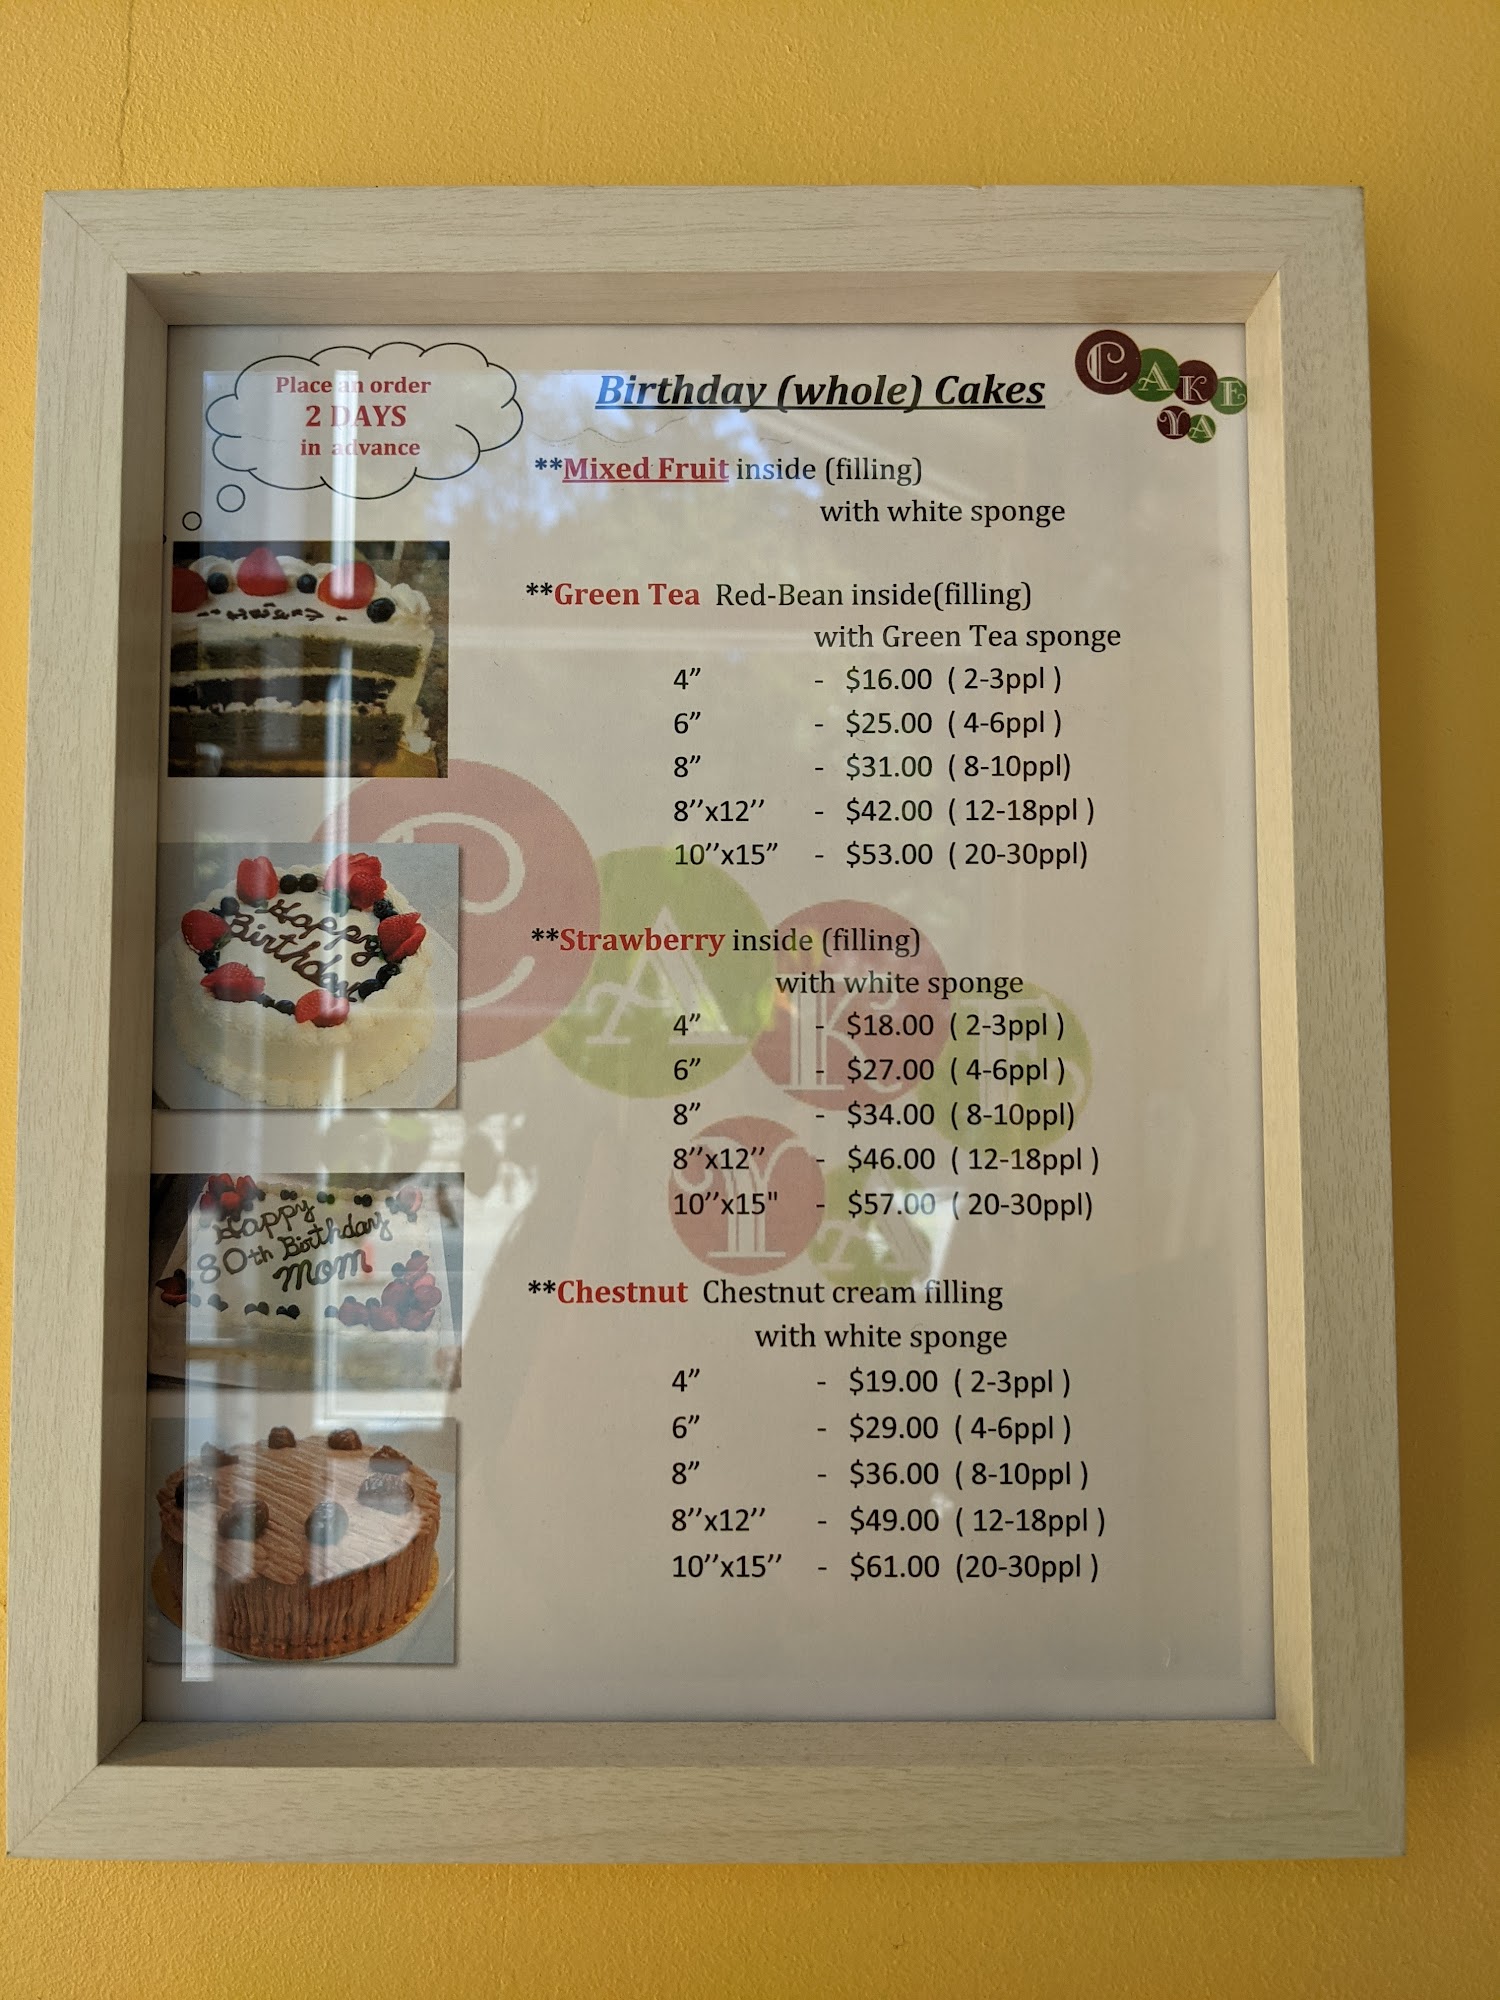 Place an order
2 DAYS
in advance
Birthday (whole) Cakes
CAKE
YA
**Mixed Fruit inside (filling)
with white sponge
**Green Tea Red-Bean inside(filling)
with Green Tea sponge
4” - $16.00 ( 2-3ppl )
6” - $25.00 ( 4-6ppl )
8” - $31.00 ( 8-10ppl)
8’’x12’’ - $42.00 ( 12-18ppl )
10’’x15” - $53.00 ( 20-30ppl)
**Strawberry inside (filling)
with white sponge
4” - $18.00 ( 2-3ppl )
6” - $27.00 ( 4-6ppl )
8” - $34.00 ( 8-10ppl)
8’’x12’’ - $46.00 ( 12-18ppl )
10’’x15" - $57.00 ( 20-30ppl)
**Chestnut Chestnut cream filling
with white sponge
4” - $19.00 ( 2-3ppl )
6” - $29.00 ( 4-6ppl )
8” - $36.00 ( 8-10ppl )
8’’x12’’ - $49.00 ( 12-18ppl )
10’’x15’’ - $61.00 (20-30ppl )
Happy
Birthday
Happy
80th Birthday
Mom
CAKE
YA